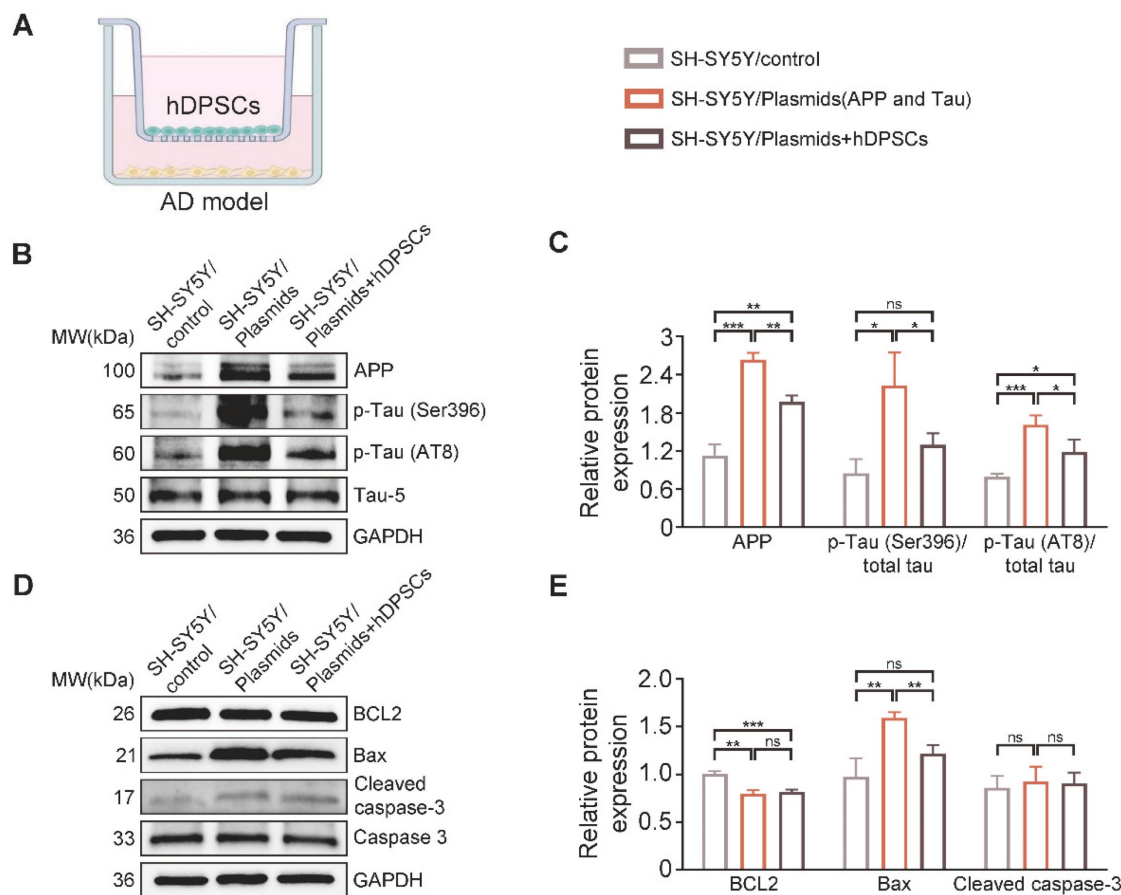 A
hDPSCs
AD model
SH-SY5Y/control
SH-SY5Y/Plasmids(APP and Tau)
SH-SY5Y/Plasmids+hDPSCs
B
SH-SY5Y/
control
SH-SY5Y/
Plasmids
SH-SY5Y/
Plasmids+hDPSCs
MW(kDa)
100 APP
65 p-Tau (Ser396)
60 p-Tau (AT8)
50 Tau-5
36 GAPDH
C
Relative protein
expression
3
2.4
1.8
1.2
0.6
0
** *** **
ns * *
* *** *
APP
p-Tau (Ser396)/
total tau
p-Tau (AT8)/
total tau
D
SH-SY5Y/
control
SH-SY5Y/
Plasmids
SH-SY5Y/
Plasmids+hDPSCs
MW(kDa)
26 BCL2
21 Bax
17 Cleaved
caspase-3
33 Caspase 3
36 GAPDH
E
Relative protein
expression
2.0
1.5
1.0
0.5
0
*** ** ns
ns ** **
ns ns
BCL2
Bax
Cleaved caspase-3